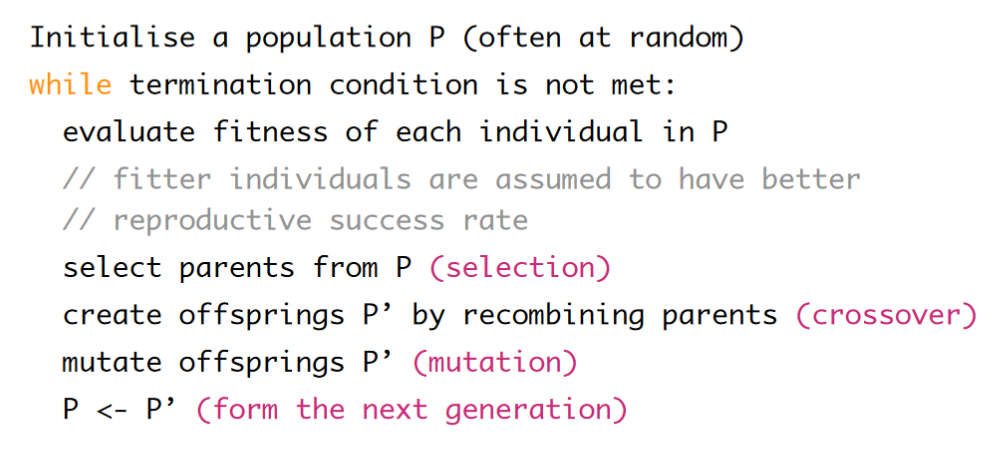 Initialise a population P (often at random)
while termination condition is not met:
evaluate fitness of each individual in P
// fitter individuals are assumed to have better
// reproductive success rate
select parents from P (selection)
create offsprings P’ by recombining parents (crossover)
mutate offsprings P’ (mutation)
P <- P’ (form the next generation)